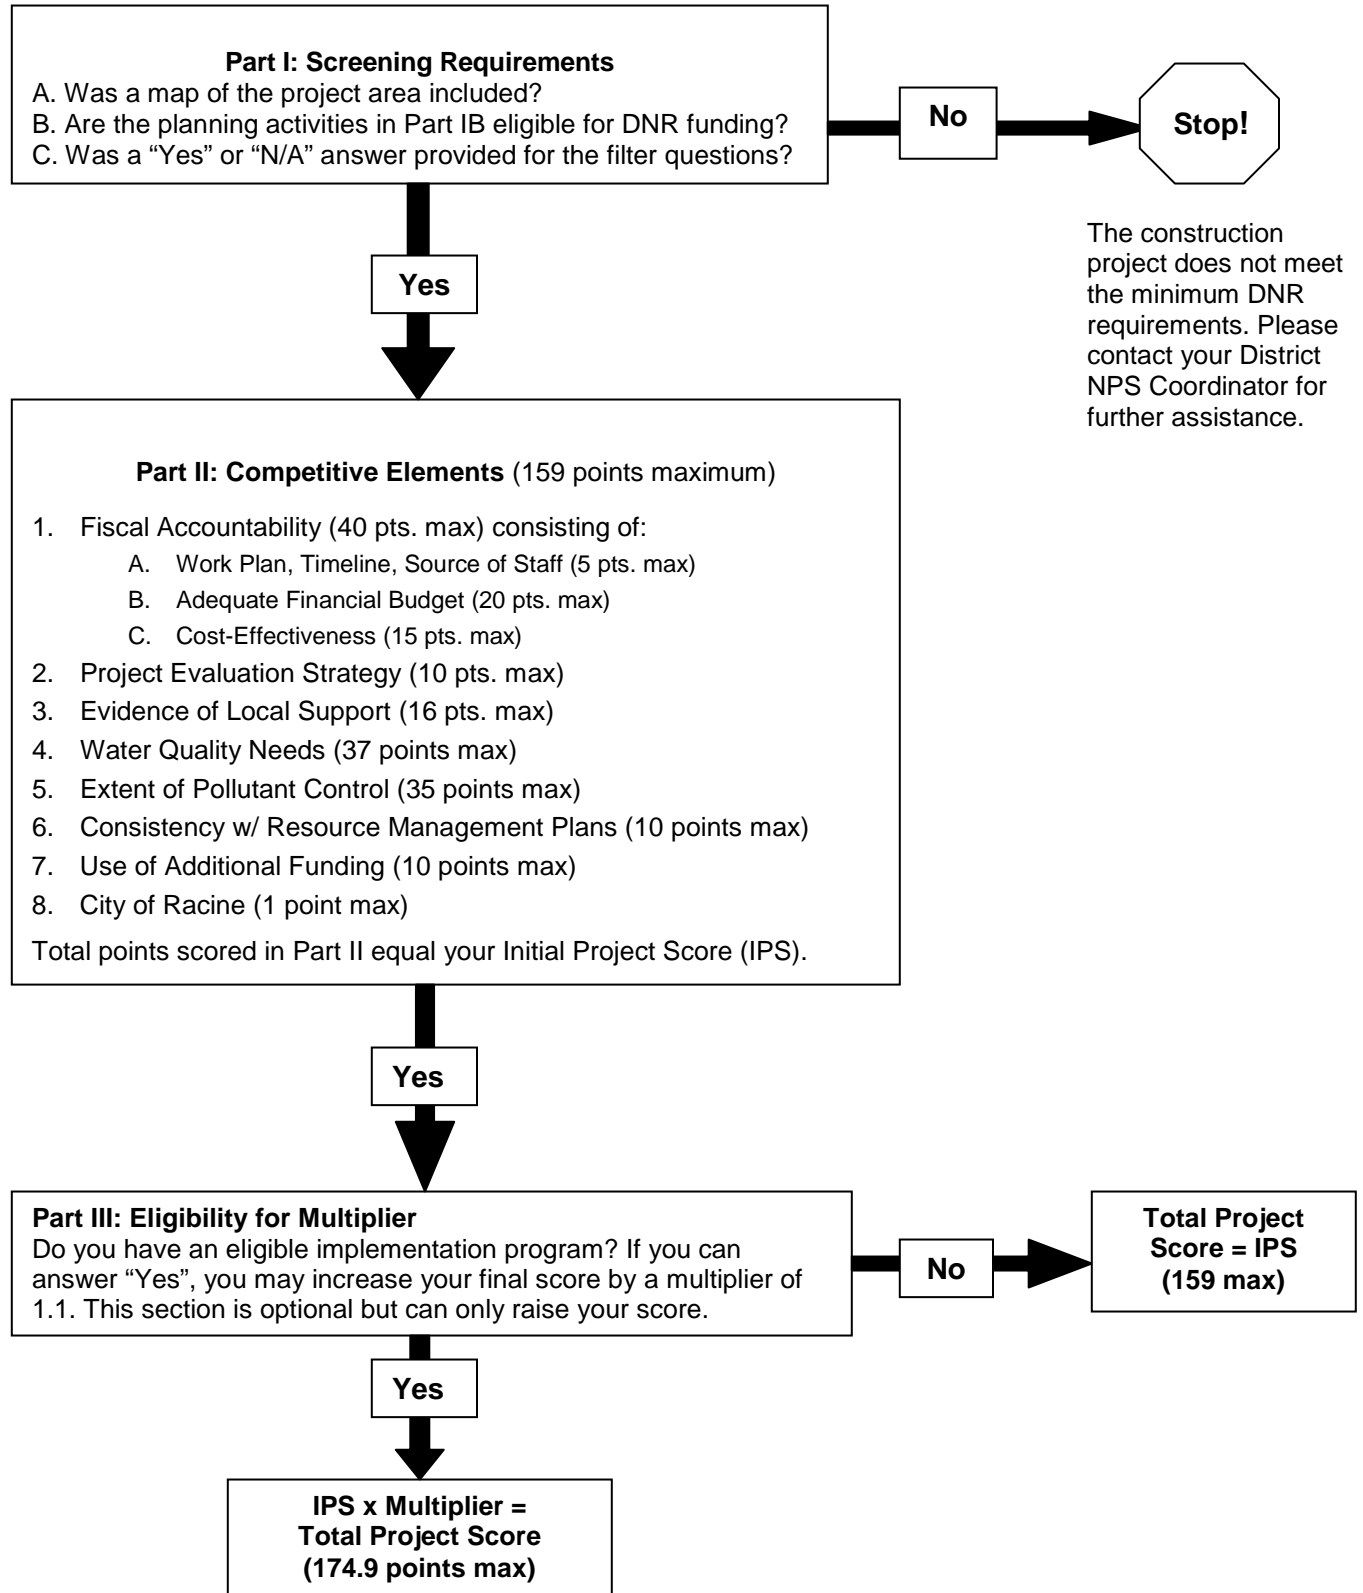 Part I: Screening Requirements
A. Was a map of the project area included?
B. Are the planning activities in Part IB eligible for DNR funding?
C. Was a “Yes” or “N/A” answer provided for the filter questions?
No
Stop!
The construction
project does not meet
the minimum DNR
requirements. Please
contact your District
NPS Coordinator for
further assistance.
Yes
Part II: Competitive Elements (159 points maximum)
1. Fiscal Accountability (40 pts. max) consisting of:
A. Work Plan, Timeline, Source of Staff (5 pts. max)
B. Adequate Financial Budget (20 pts. max)
C. Cost-Effectiveness (15 pts. max)
2. Project Evaluation Strategy (10 pts. max)
3. Evidence of Local Support (16 pts. max)
4. Water Quality Needs (37 points max)
5. Extent of Pollutant Control (35 points max)
6. Consistency w/ Resource Management Plans (10 points max)
7. Use of Additional Funding (10 points max)
8. City of Racine (1 point max)
Total points scored in Part II equal your Initial Project Score (IPS).
Yes
Part III: Eligibility for Multiplier
Do you have an eligible implementation program? If you can
answer “Yes”, you may increase your final score by a multiplier of
1.1. This section is optional but can only raise your score.
No
Total Project
Score = IPS
(159 max)
Yes
IPS x Multiplier =
Total Project Score
(174.9 points max)